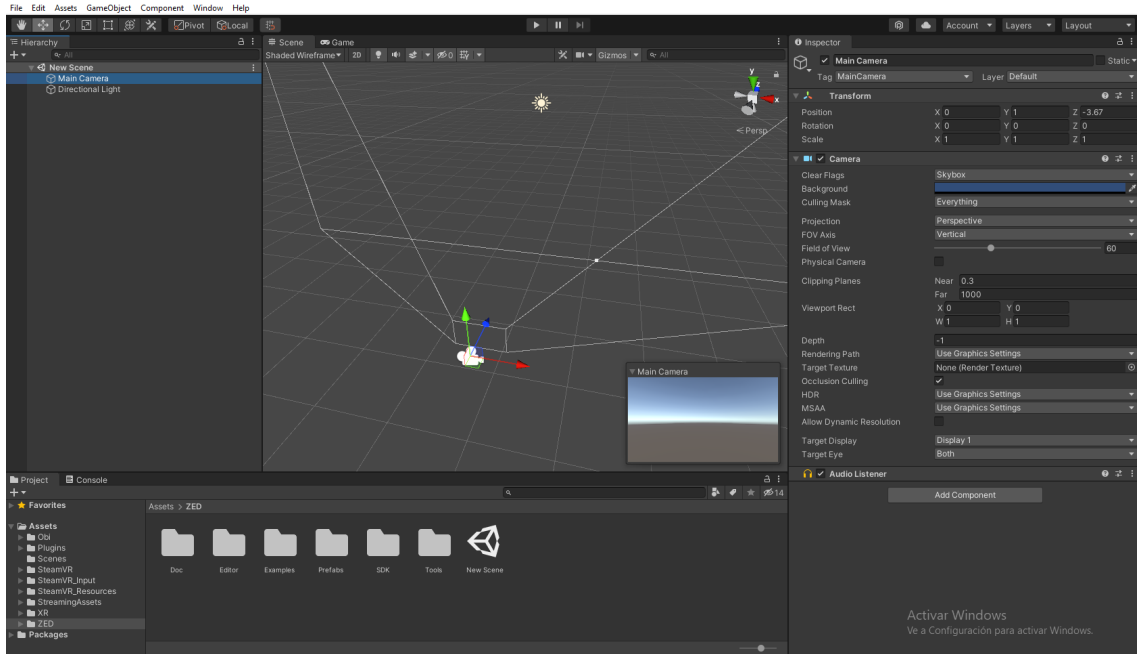 File Edit Assets GameObject Component Window Help
Pivot Local Account Layers Layout
Hierarchy
All
New Scene
Main Camera
Directional Light
Scene Game
Shaded Wireframe 2D 0 Gizmos All
y
z
x
Persp
Main Camera
Inspector
Main Camera Static
Tag MainCamera Layer Default
Transform
Position X 0 Y 1 Z -3.67
Rotation X 0 Y 0 Z 0
Scale X 1 Y 1 Z 1
Camera
Clear Flags Skybox
Background
Culling Mask Everything
Projection Perspective
FOV Axis Vertical
Field of View 60
Physical Camera
Clipping Planes Near 0.3
Far 1000
Viewport Rect X 0 Y 0
W 1 H 1
Depth -1
Rendering Path Use Graphics Settings
Target Texture None (Render Texture)
Occlusion Culling
HDR Use Graphics Settings
MSAA Use Graphics Settings
Allow Dynamic Resolution
Target Display Display 1
Target Eye Both
Audio Listener
Add Component
Project Console
14
Favorites
Assets
Obi
Plugins
Scenes
SteamVR
SteamVR_Input
SteamVR_Resources
StreamingAssets
XR
ZED
Packages
Assets > ZED
Doc Editor Examples Prefabs SDK Tools New Scene
Activar Windows
Ve a Configuración para activar Windows.